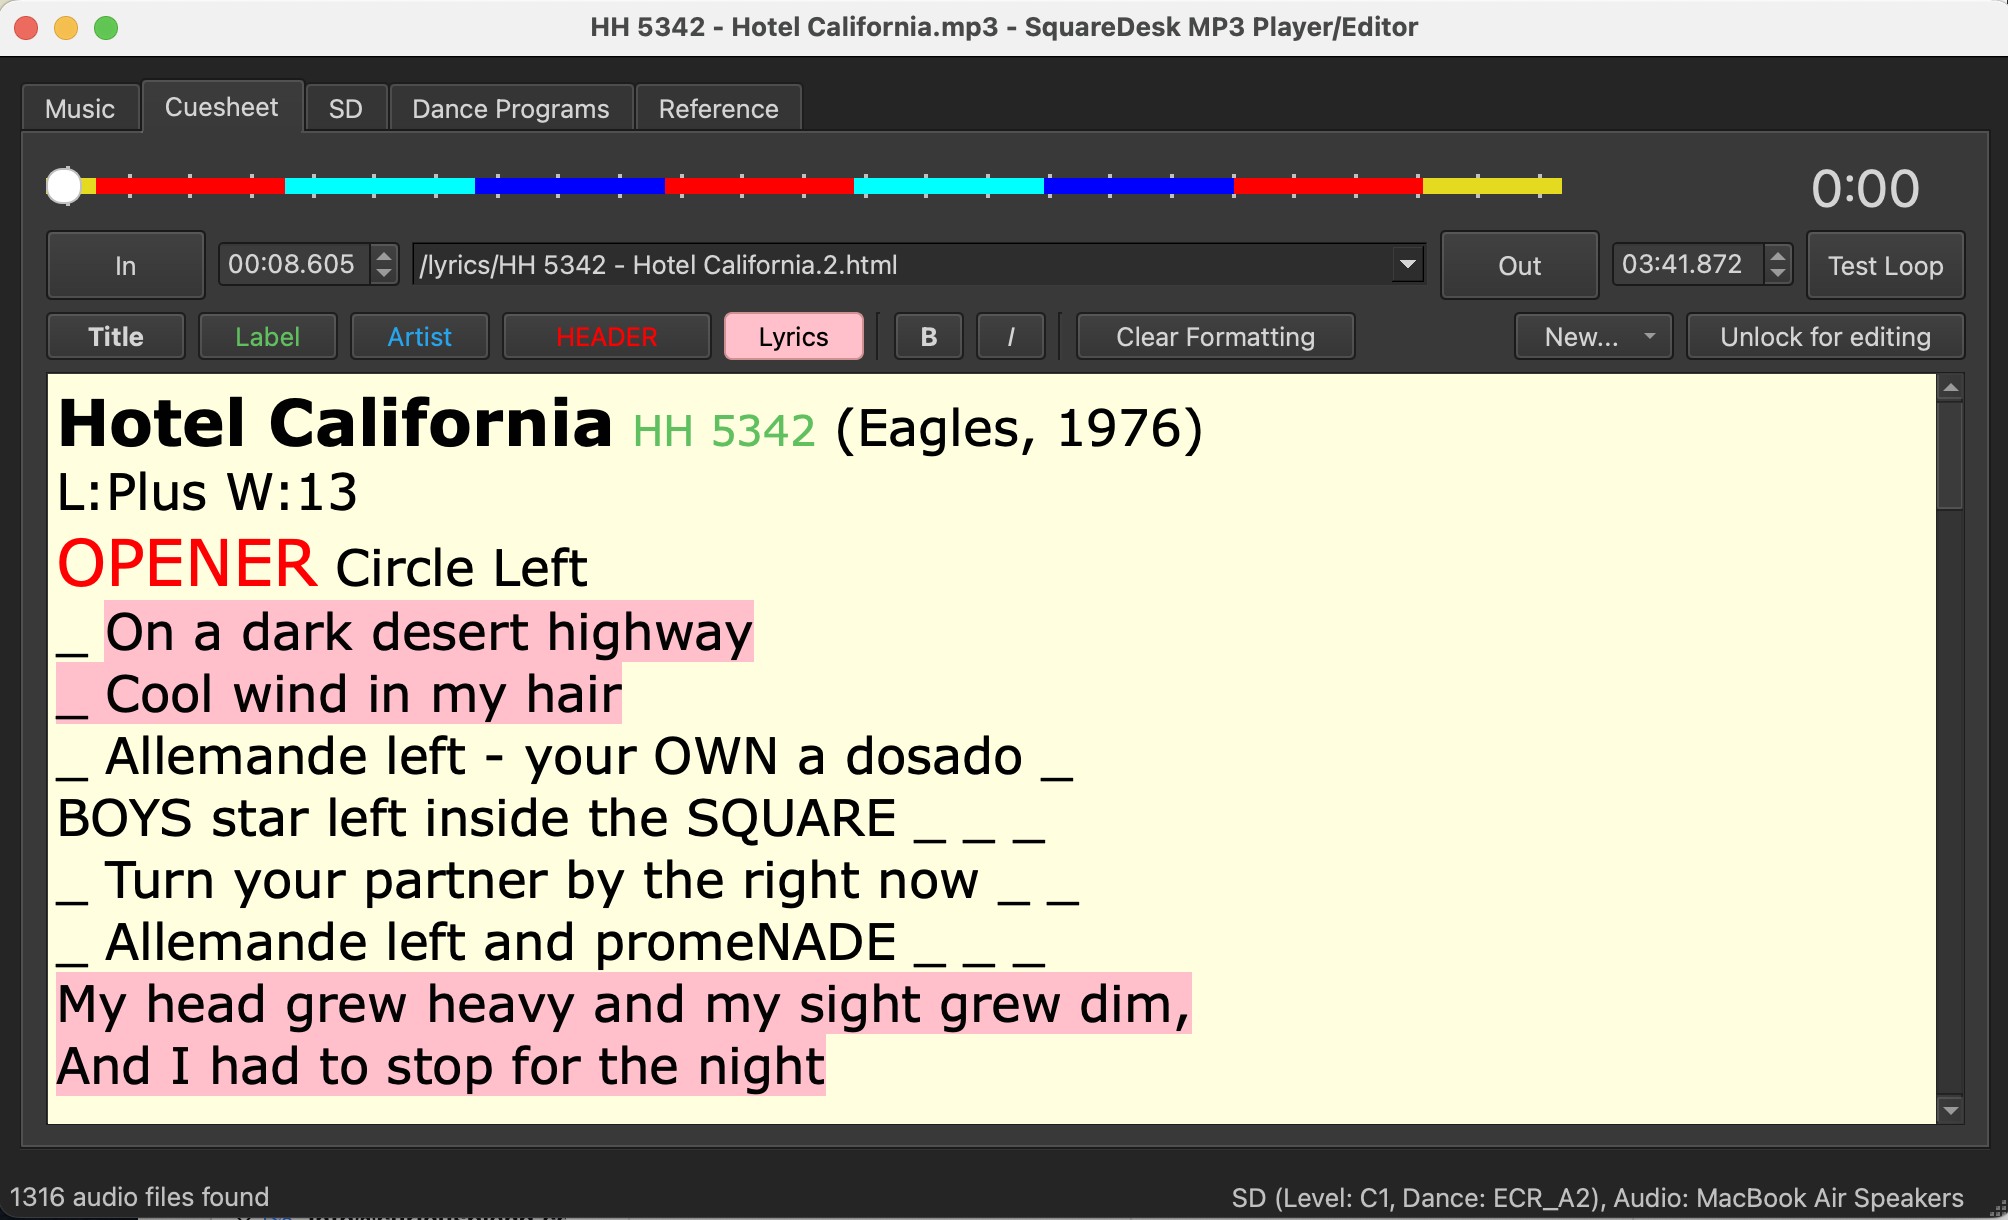 HH 5342 - Hotel California.mp3 - SquareDesk MP3 Player/Editor
Music Cuesheet SD Dance Programs Reference
0:00
In 00:08.605 /lyrics/HH 5342 - Hotel California.2.html Out 03:41.872 Test Loop
Title Label Artist HEADER Lyrics B I Clear Formatting New... Unlock for editing
Hotel California HH 5342 (Eagles, 1976)
L:Plus W:13
OPENER Circle Left
_ On a dark desert highway
_ Cool wind in my hair
_ Allemande left - your OWN a dosado _
BOYS star left inside the SQUARE _ _ _
_ Turn your partner by the right now _ _
_ Allemande left and promeNADE _ _ _
My head grew heavy and my sight grew dim,
And I had to stop for the night
1316 audio files found SD (Level: C1, Dance: ECR_A2), Audio: MacBook Air Speakers